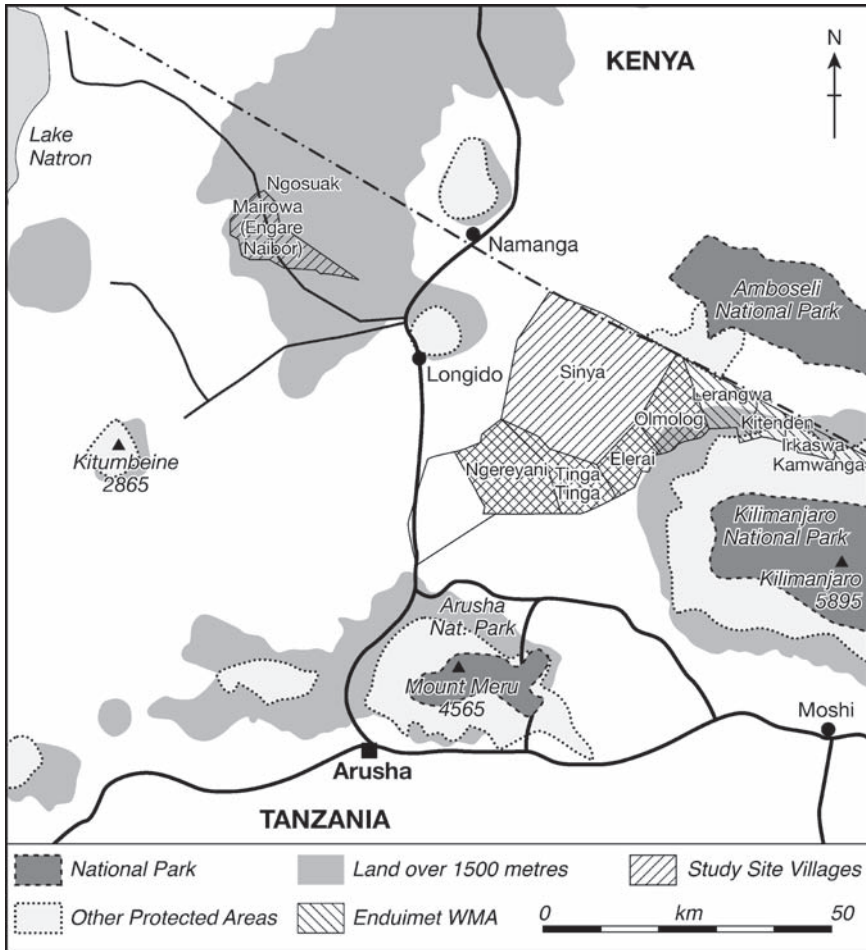 KENYA
N
Lake
Natron
Ngosuak
Mairowa
(Engare
Naibor)
Namanga
Amboseli
National Park
Longido
Sinya
Lerangwa
Olmolog
Kitenden
Irkaswa
Kamwanga
Kitumbeine
2865
Ngereyani
Tinga
Tinga
Elerai
Kilimanjaro
National Park
Kilimanjaro
5895
Arusha
Nat. Park
Mount Meru
4565
Moshi
Arusha
TANZANIA
National Park
Land over 1500 metres
Study Site Villages
Other Protected Areas
Enduimet WMA
0 km 50